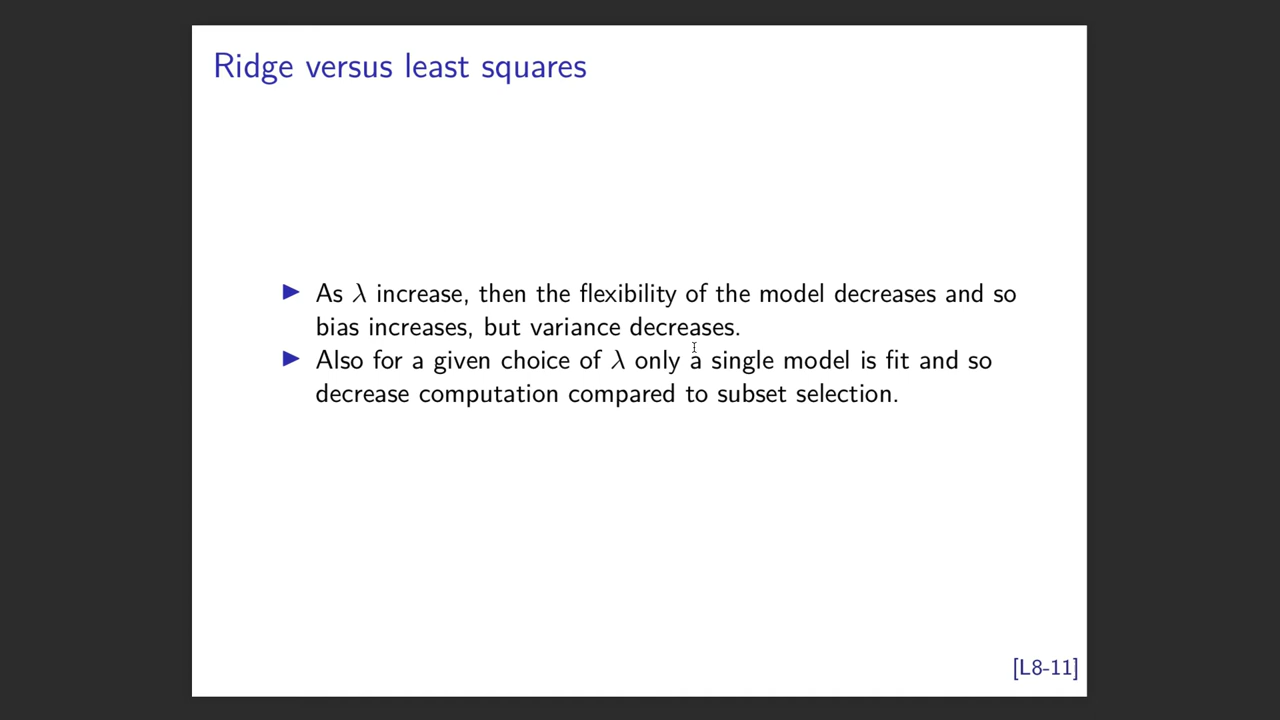 Ridge versus least squares
▶ As λ increase, then the flexibility of the model decreases and so
bias increases, but variance decreases.
▶ Also for a given choice of λ only a single model is fit and so
decrease computation compared to subset selection.
[L8-11]